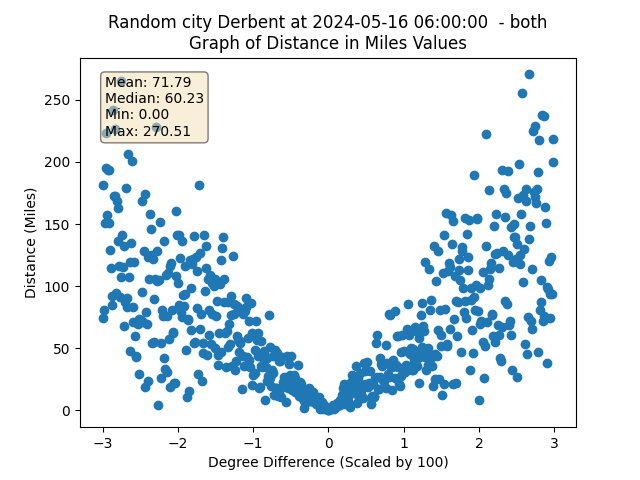 Random city Derbent at 2024-05-16 06:00:00 - both
Graph of Distance in Miles Values
Mean: 71.79
Median: 60.23
Min: 0.00
Max: 270.51
250
200
150
100
50
0
Distance (Miles)
−3
−2
−1
0
1
2
3
Degree Difference (Scaled by 100)